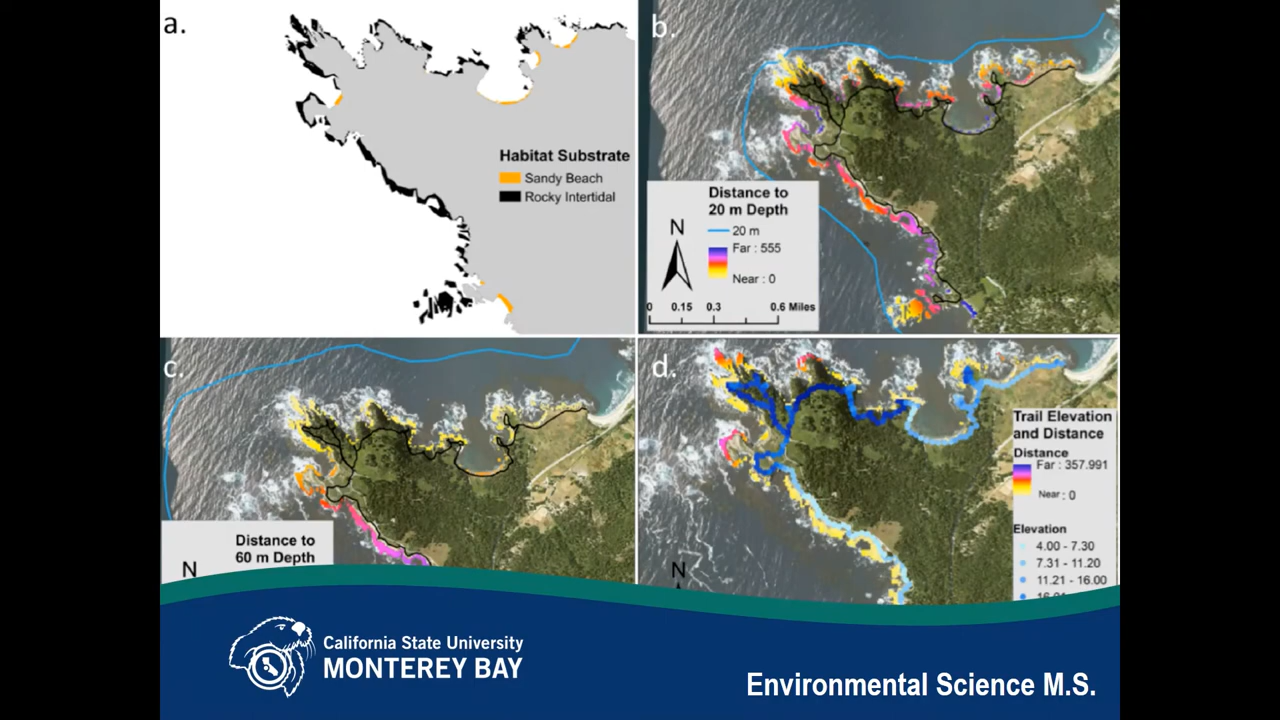 a.
Habitat Substrate
Sandy Beach
Rocky Intertidal
b.
Distance to
20 m Depth
20 m
Far : 555
Near : 0
N
0 0.15 0.3 0.6 Miles
c.
Distance to
60 m Depth
N
d.
Trail Elevation
and Distance
Distance
Far : 357.991
Near : 0
Elevation
4.00 - 7.30
7.31 - 11.20
11.21 - 16.00
N
California State University
MONTEREY BAY
Environmental Science M.S.